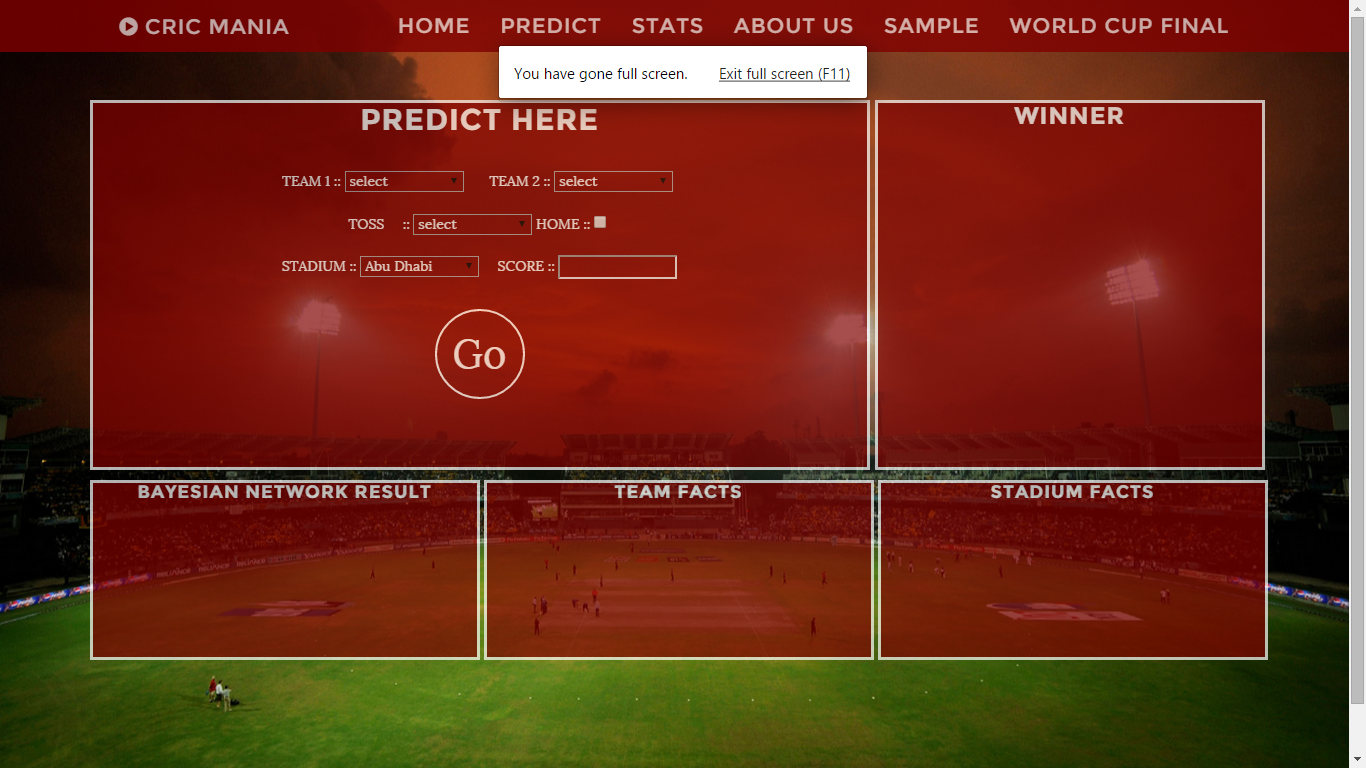 CRIC MANIA HOME PREDICT STATS ABOUT US SAMPLE WORLD CUP FINAL
You have gone full screen. Exit full screen (F11)
PREDICT HERE
TEAM 1 :: select TEAM 2 :: select
TOSS :: select HOME ::
STADIUM :: Abu Dhabi SCORE ::
Go
WINNER
BAYESIAN NETWORK RESULT
TEAM FACTS
STADIUM FACTS